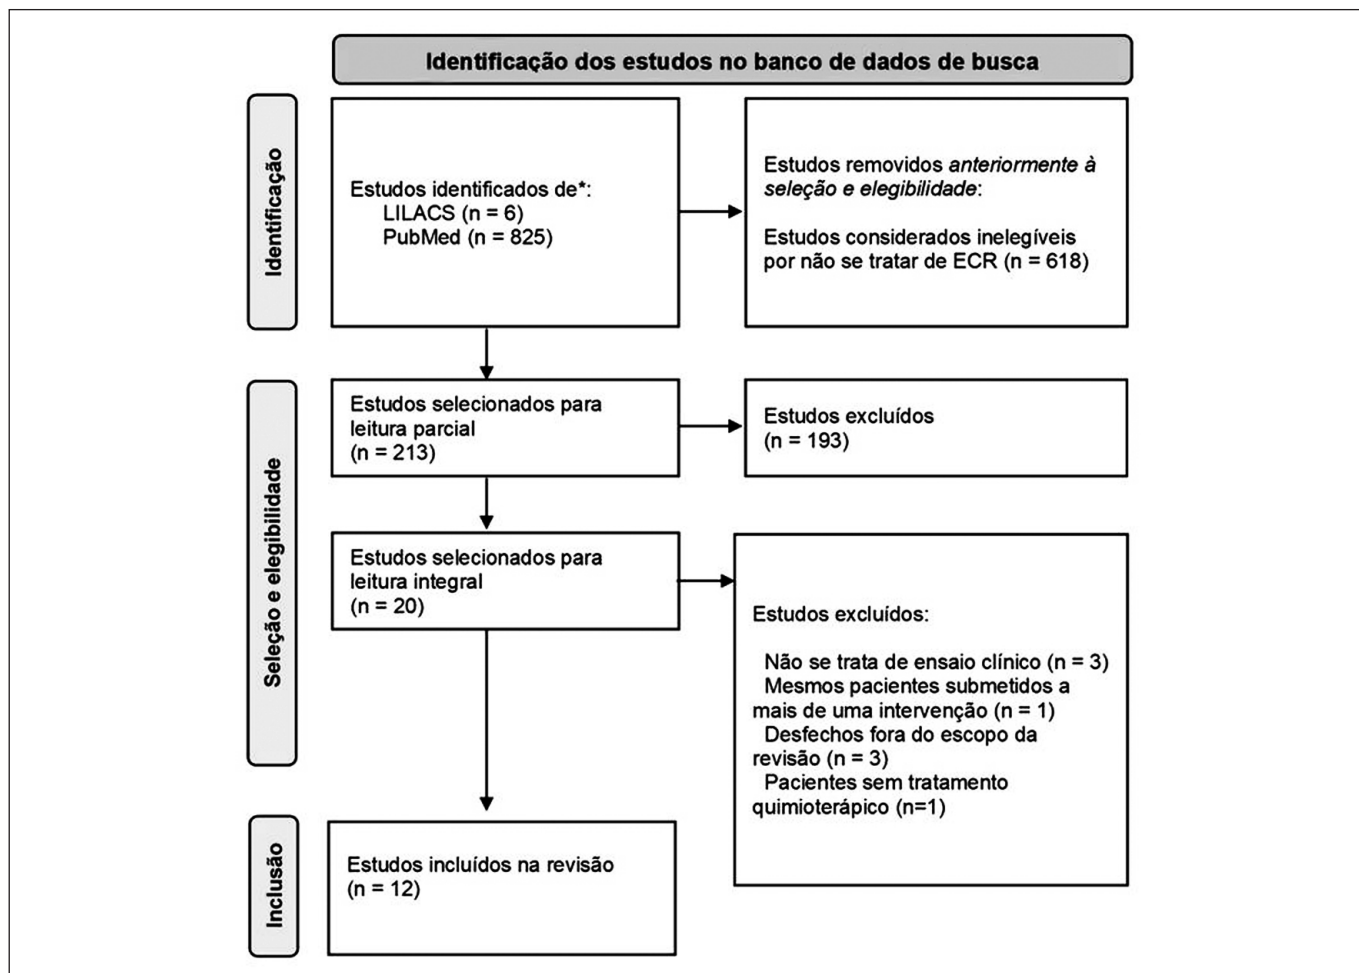 Identificação dos estudos no banco de dados de busca
Identificação
Estudos identificados de*:
LILACS (n = 6)
PubMed (n = 825)
Estudos removidos anteriormente à
seleção e elegibilidade:
Estudos considerados inelegíveis
por não se tratar de ECR (n = 618)
Seleção e elegibilidade
Estudos selecionados para
leitura parcial
(n = 213)
Estudos excluídos
(n = 193)
Estudos selecionados para
leitura integral
(n = 20)
Estudos excluídos:
Não se trata de ensaio clínico (n = 3)
Mesmos pacientes submetidos a
mais de uma intervenção (n = 1)
Desfechos fora do escopo da
revisão (n = 3)
Pacientes sem tratamento
quimioterápico (n=1)
Inclusão
Estudos incluídos na revisão
(n = 12)